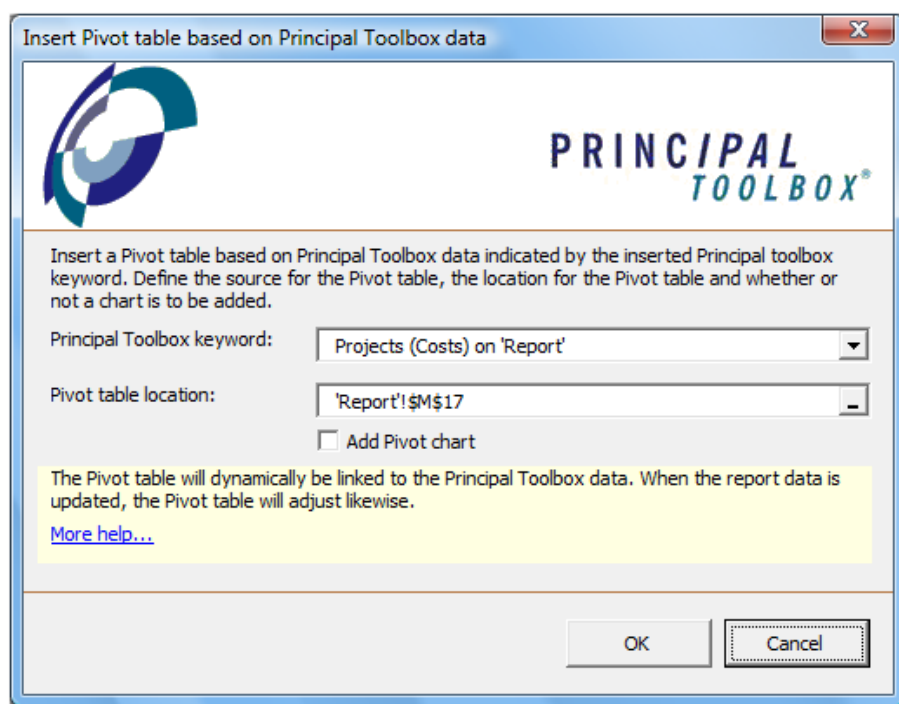 Insert Pivot table based on Principal Toolbox data
PRINCIPAL
TOOLBOX®
Insert a Pivot table based on Principal Toolbox data indicated by the inserted Principal toolbox
keyword. Define the source for the Pivot table, the location for the Pivot table and whether or
not a chart is to be added.
Principal Toolbox keyword:
Projects (Costs) on 'Report'
Pivot table location:
'Report'!$M$17
Add Pivot chart
The Pivot table will dynamically be linked to the Principal Toolbox data. When the report data is
updated, the Pivot table will adjust likewise.
More help...
OK
Cancel